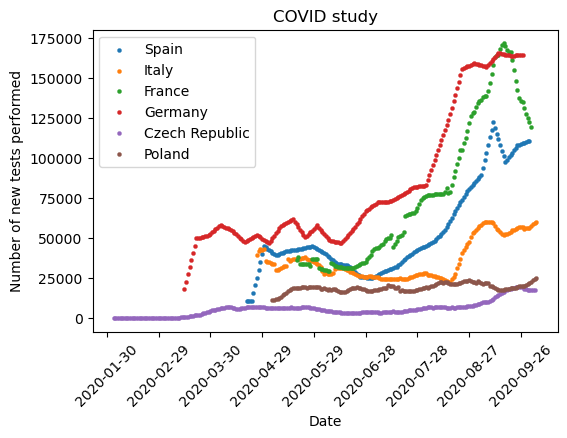 COVID study
Number of new tests performed
175000
150000
125000
100000
75000
50000
25000
0
Spain
Italy
France
Germany
Czech Republic
Poland
2020-01-30
2020-02-29
2020-03-30
2020-04-29
2020-05-29
2020-06-28
2020-07-28
2020-08-27
2020-09-26
Date